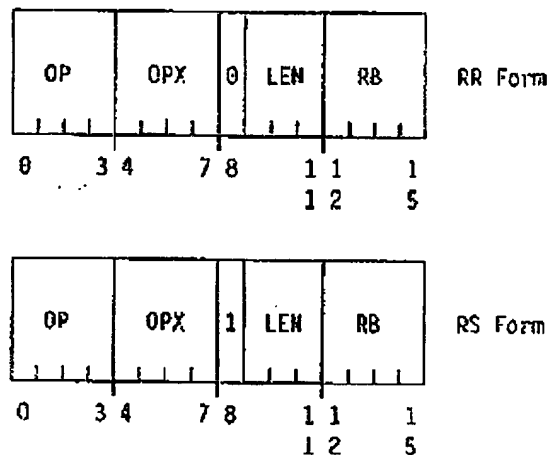 OP OPX 0 LEN RB RR Form
0 3 4 7 8 1 1 1
1 2 5
OP OPX 1 LEN RB RS Form
0 3 4 7 8 1 1 1
1 2 5